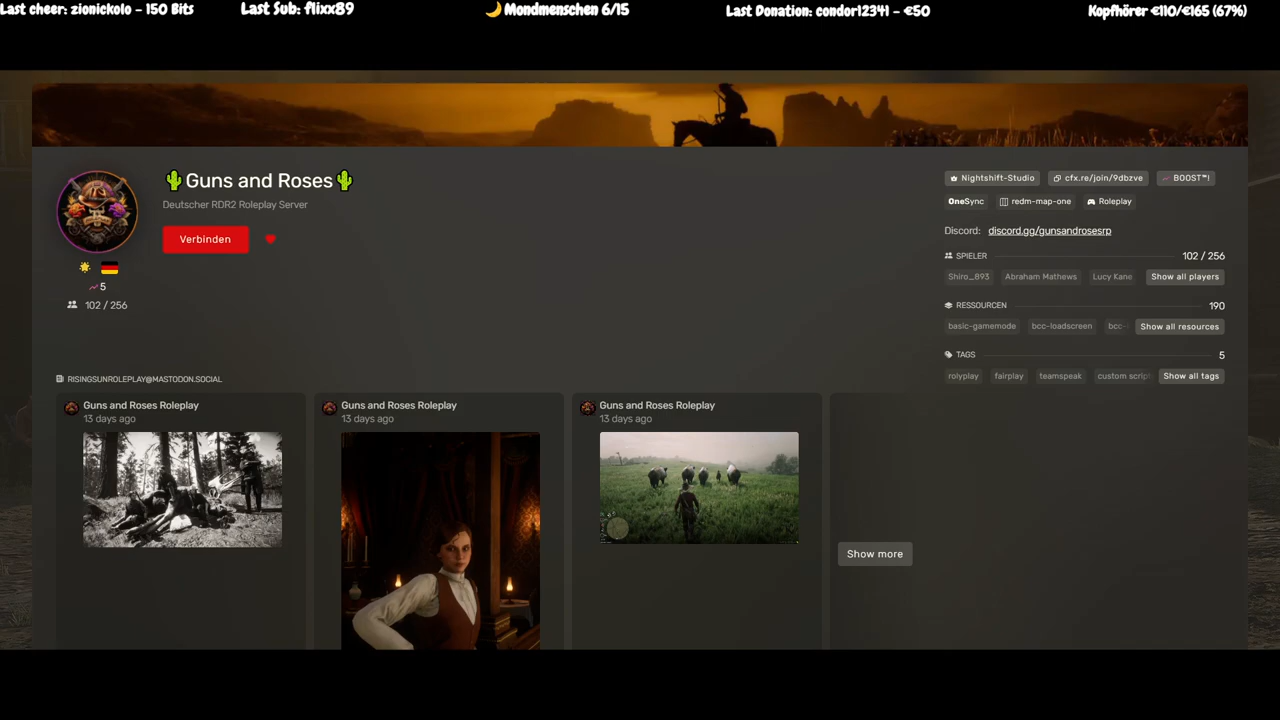 Last cheer: zionickolo - 150 Bits
Last Sub: flixx89
🌙 Mondmenschen 6/15
Last Donation: condor12341 - €50
Kopfhörer €110/€165 (67%)
🌵Guns and Roses🌵
Deutscher RDR2 Roleplay Server
Verbinden
5
102 / 256
Nightshift-Studio
cfx.re/join/9dbzve
BOOST™!
OneSync
redm-map-one
Roleplay
Discord: discord.gg/gunsandrosesrp
SPIELER 102 / 256
Shiro_893 Abraham Mathews Lucy Kane Show all players
RESSOURCEN 190
basic-gamemode bcc-loadscreen bcc- Show all resources
TAGS 5
rolyplay fairplay teamspeak custom script Show all tags
RISINGSUNROLEPLAY@MASTODON.SOCIAL
Guns and Roses Roleplay
13 days ago
Guns and Roses Roleplay
13 days ago
Guns and Roses Roleplay
13 days ago
Show more